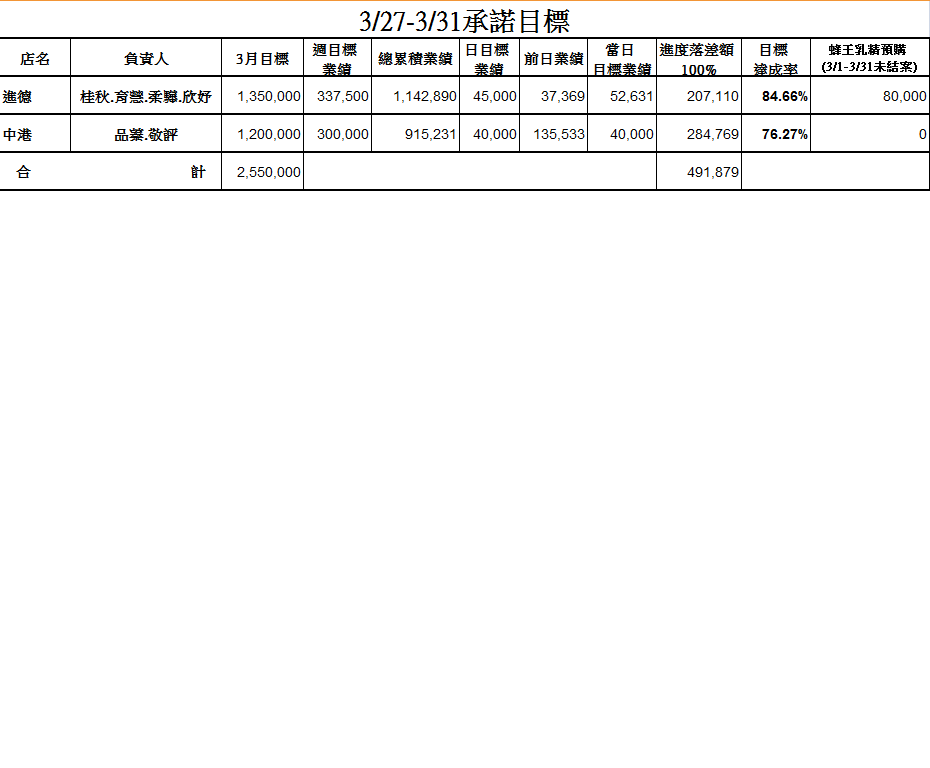 3/27-3/31承諾目標
店名 負責人 3月目標 週目標業績 總累積業績 日目標業績 前日業績 當日目標業績 進度落差額100% 目標達成率 蜂王乳精預購(3/1-3/31未結案)
進德 桂秋.育慧.柔驊.欣妤 1,350,000 337,500 1,142,890 45,000 37,369 52,631 207,110 84.66% 80,000
中港 品蓁.敬評 1,200,000 300,000 915,231 40,000 135,533 40,000 284,769 76.27% 0
合 計 2,550,000 491,879